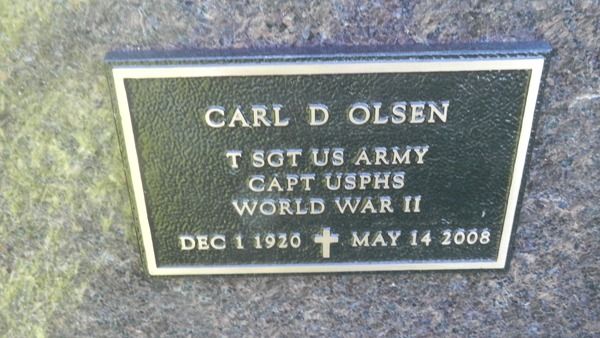 CARL D OLSEN
T SGT US ARMY
CAPT USPHS
WORLD WAR II
DEC 1 1920 MAY 14 2008